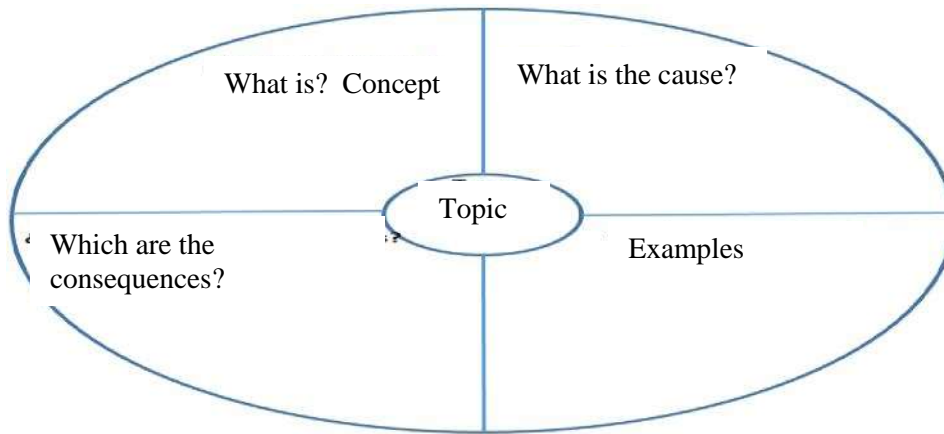 What is? Concept
What is the cause?
Topic
Which are the
consequences?
Examples